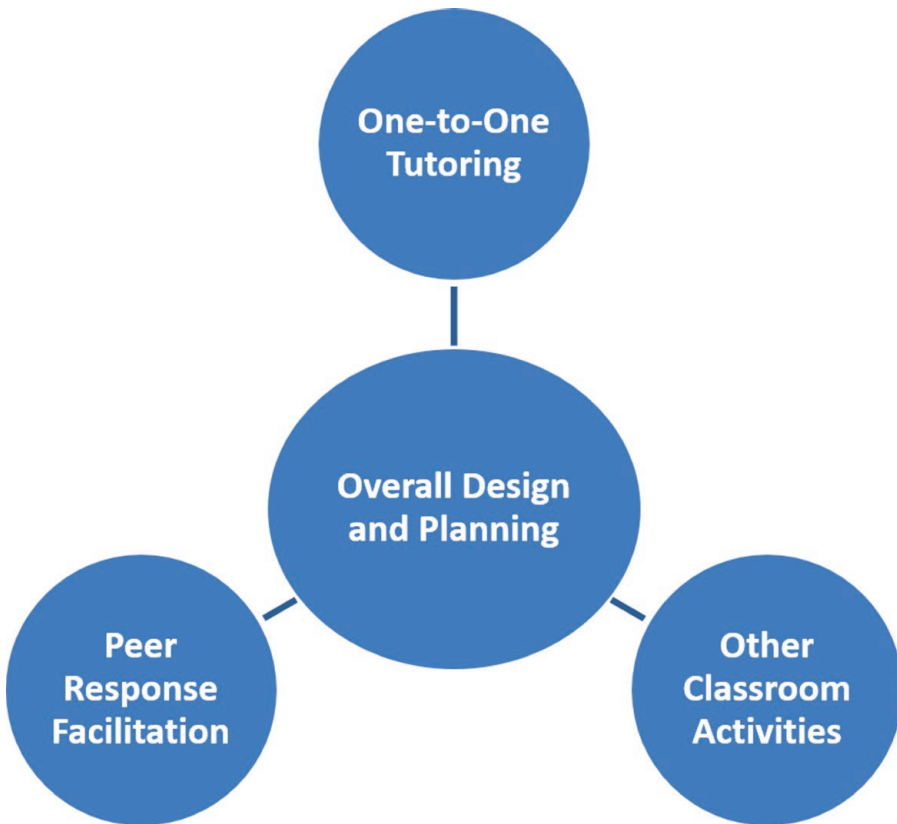 One-to-One
Tutoring
Overall Design
and Planning
Peer
Response
Facilitation
Other
Classroom
Activities